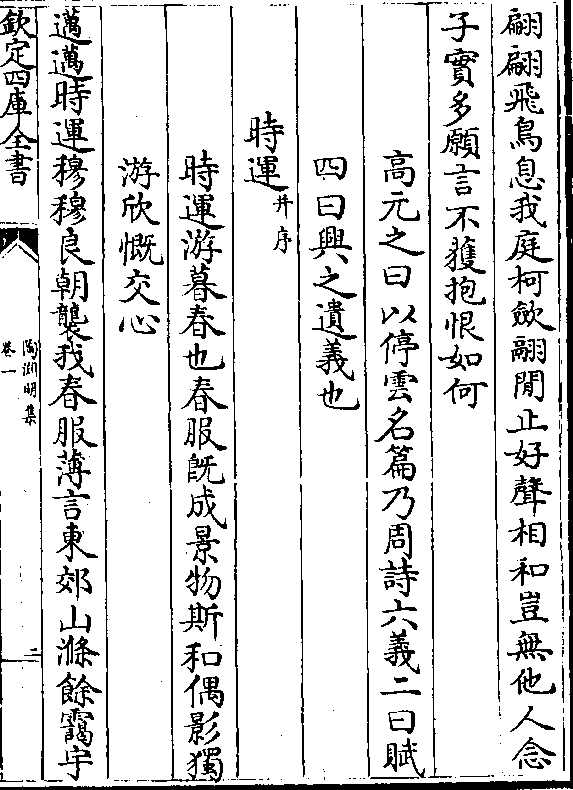 翩翩飛鳥息我庭柯歛翮閒止好聲相和豈無他人念
子實多願言不獲抱恨如何
高元之曰以停雲名篇乃周詩六義二曰賦
四曰興之遺義也
時運并序
時運游暮春也春服既成景物斯和偶影獨
游欣慨交心
邁邁時運穆穆良朝襲我春服薄言東郊山滌餘靄宇
欽定四庫全書
陶淵明集
卷一
二